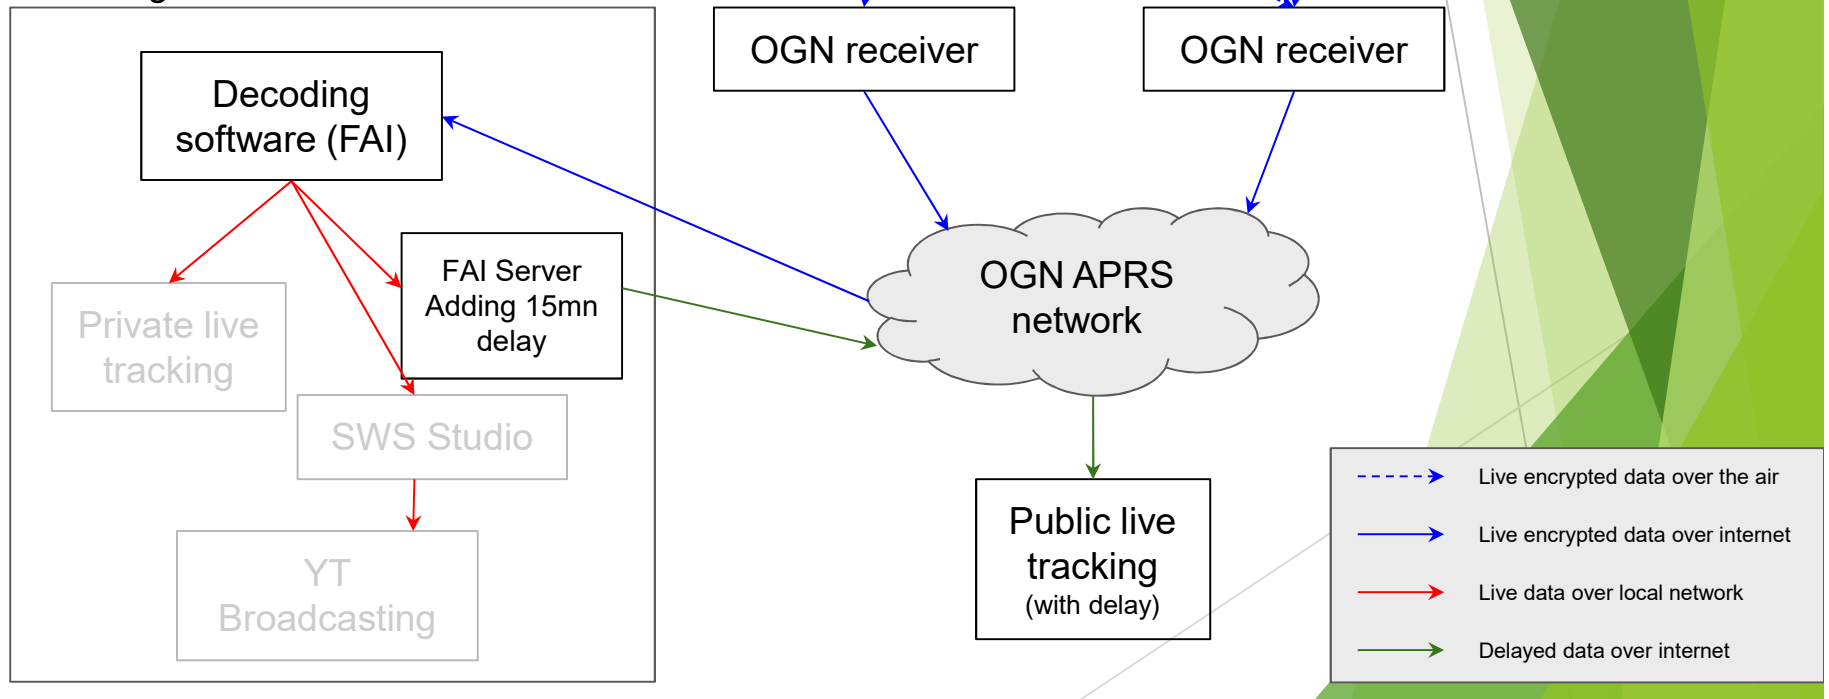 OGN receiver
OGN receiver
Decoding
software (FAI)
FAI Server
Adding 15mn
delay
Private live
tracking
SWS Studio
YT
Broadcasting
OGN APRS
network
Public live
tracking
(with delay)
Live encrypted data over the air
Live encrypted data over internet
Live data over local network
Delayed data over internet